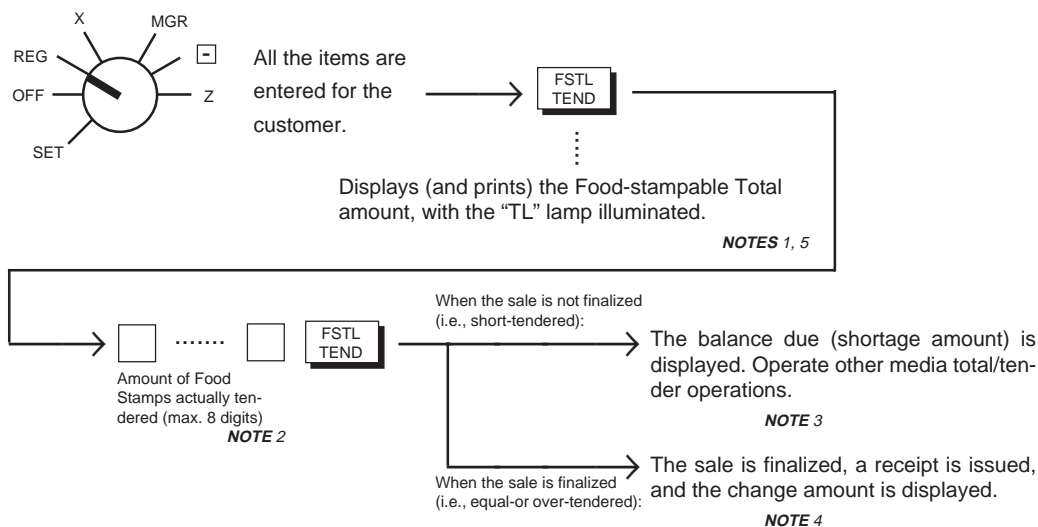 X
MGR
REG
-
OFF
Z
SET
All the items are
entered for the
customer.
FSTL
TEND
Displays (and prints) the Food-stampable Total
amount, with the “TL” lamp illuminated.
NOTES 1, 5
When the sale is not finalized
(i.e., short-tendered):
FSTL
TEND
The balance due (shortage amount) is
displayed. Operate other media total/ten-
der operations.
NOTE 3
Amount of Food
Stamps actually ten-
dered (max. 8 digits)
NOTE 2
When the sale is finalized
(i.e., equal-or over-tendered):
The sale is finalized, a receipt is issued,
and the change amount is displayed.
NOTE 4